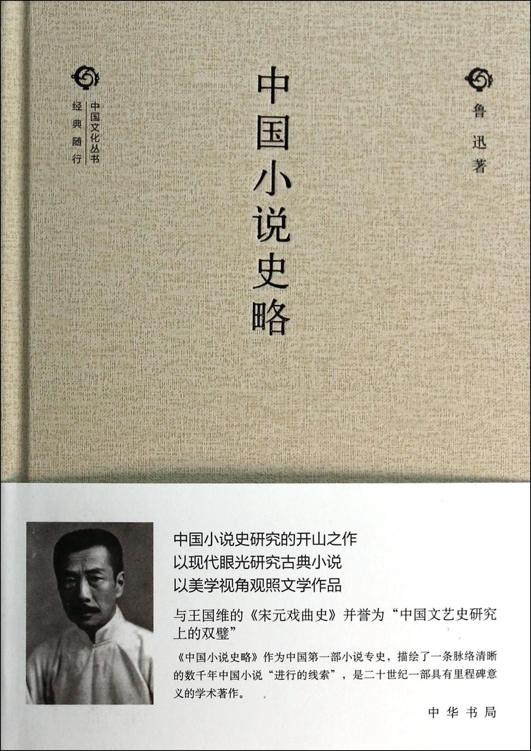 中国小说史略
鲁迅著
中国文化丛书
经典随行
中国小说史研究的开山之作
以现代眼光研究古典小说
以美学视角观照文学作品
与王国维的《宋元戏曲史》并誉为“中国文艺史研究
上的双璧”
《中国小说史略》作为中国第一部小说专史，描绘了一条脉络清晰
的数千年中国小说“进行的线索”，是二十世纪一部具有里程碑意
义的学术著作。
中华书局